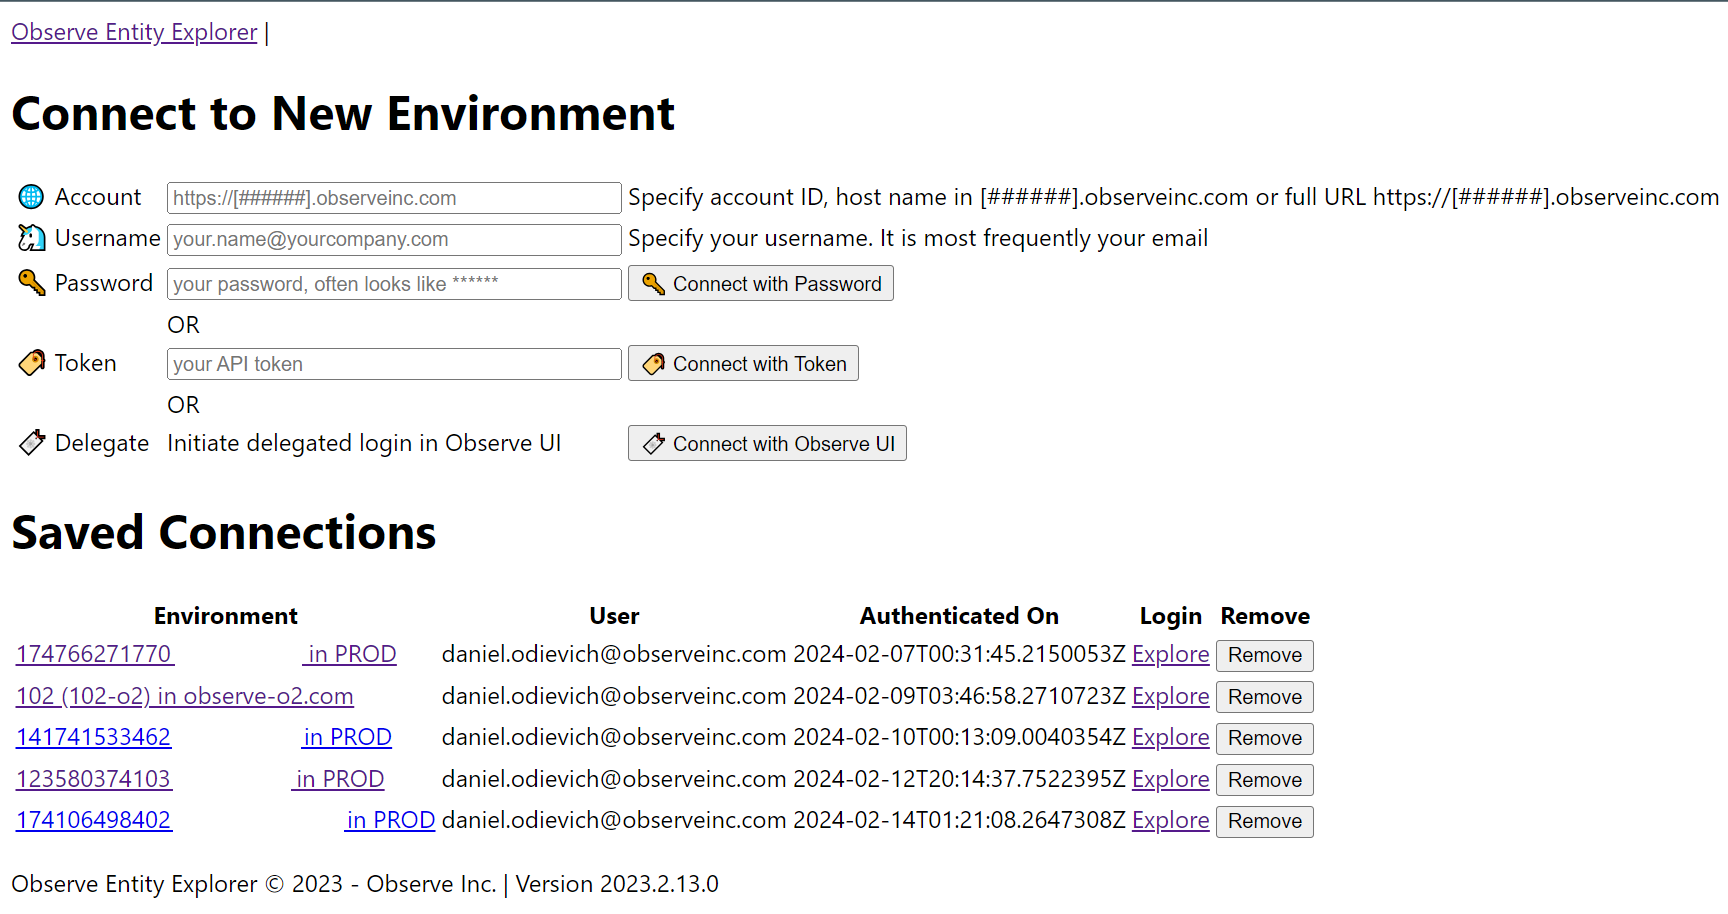 Observe Entity Explorer |
Connect to New Environment
Account https://[######].observeinc.com Specify account ID, host name in [######].observeinc.com or full URL https://[######].observeinc.com
Username your.name@yourcompany.com Specify your username. It is most frequently your email
Password your password, often looks like ****** Connect with Password
OR
Token your API token Connect with Token
OR
Delegate Initiate delegated login in Observe UI Connect with Observe UI
Saved Connections
Environment User Authenticated On Login Remove
174766271770 in PROD daniel.odievich@observeinc.com 2024-02-07T00:31:45.2150053Z Explore Remove
102 (102-o2) in observe-o2.com daniel.odievich@observeinc.com 2024-02-09T03:46:58.2710723Z Explore Remove
141741533462 in PROD daniel.odievich@observeinc.com 2024-02-10T00:13:09.0040354Z Explore Remove
123580374103 in PROD daniel.odievich@observeinc.com 2024-02-12T20:14:37.7522395Z Explore Remove
174106498402 in PROD daniel.odievich@observeinc.com 2024-02-14T01:21:08.2647308Z Explore Remove
Observe Entity Explorer © 2023 - Observe Inc. | Version 2023.2.13.0